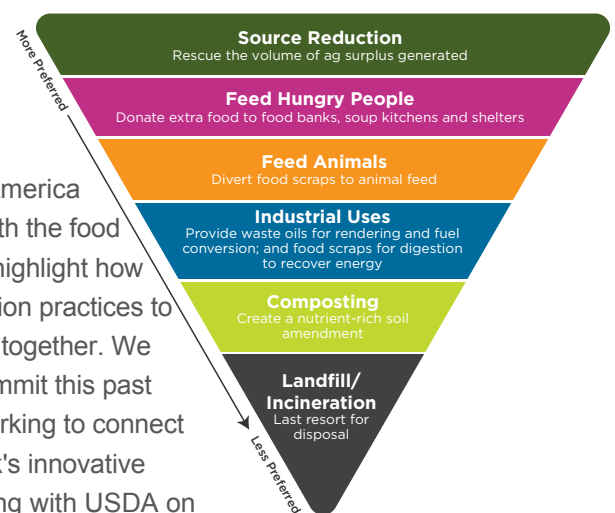 More Preferred
Source Reduction
Rescue the volume of ag surplus generated
Feed Hungry People
Donate extra food to food banks, soup kitchens and shelters
Feed Animals
Divert food scraps to animal feed
Industrial Uses
Provide waste oils for rendering and fuel
conversion; and food scraps for digestion
to recover energy
Composting
Create a nutrient-rich soil
amendment
Landfill/
Incineration
Last resort for
disposal
Less Preferred
merica
the food
highlight how
ion practices to
together. We
mmit this past
rking to connect
k's innovative
ng with USDA on